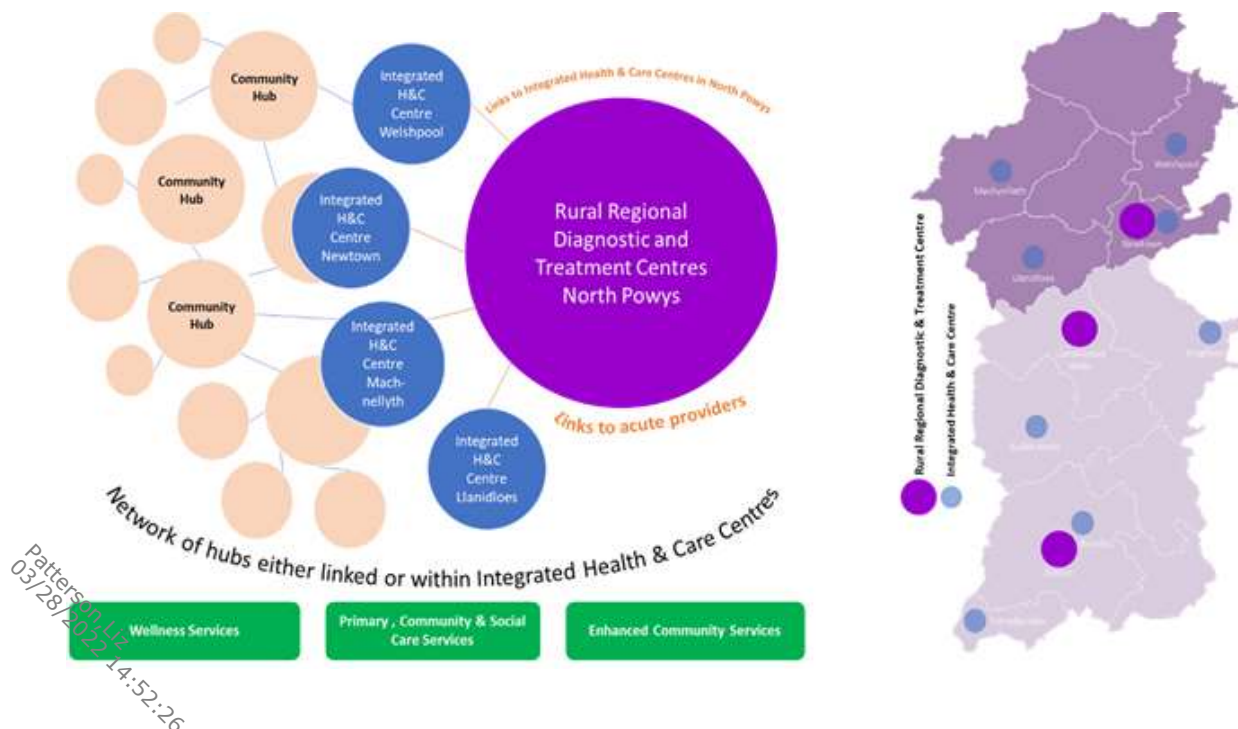 Community
Hub
Community
Hub
Community
Hub
Integrated
H&C
Centre
Welshpool
Integrated
H&C
Centre
Newtown
Integrated
H&C
Centre
Mach-
nellyth
Integrated
H&C
Centre
Llanidloes
Links to Integrated Health & Care Centres in North Powys
Rural Regional
Diagnostic and
Treatment Centres
North Powys
Links to acute providers
Network of hubs either linked or within Integrated Health & Care Centres
Wellness Services
Primary , Community & Social
Care Services
Enhanced Community Services
Rural Regional Diagnostic & Treatment Centre
Integrated Health & Care Centre
Welshpool
Newtown
Llanidloes
Patterson,Liz
03/28/2022 14:52:26